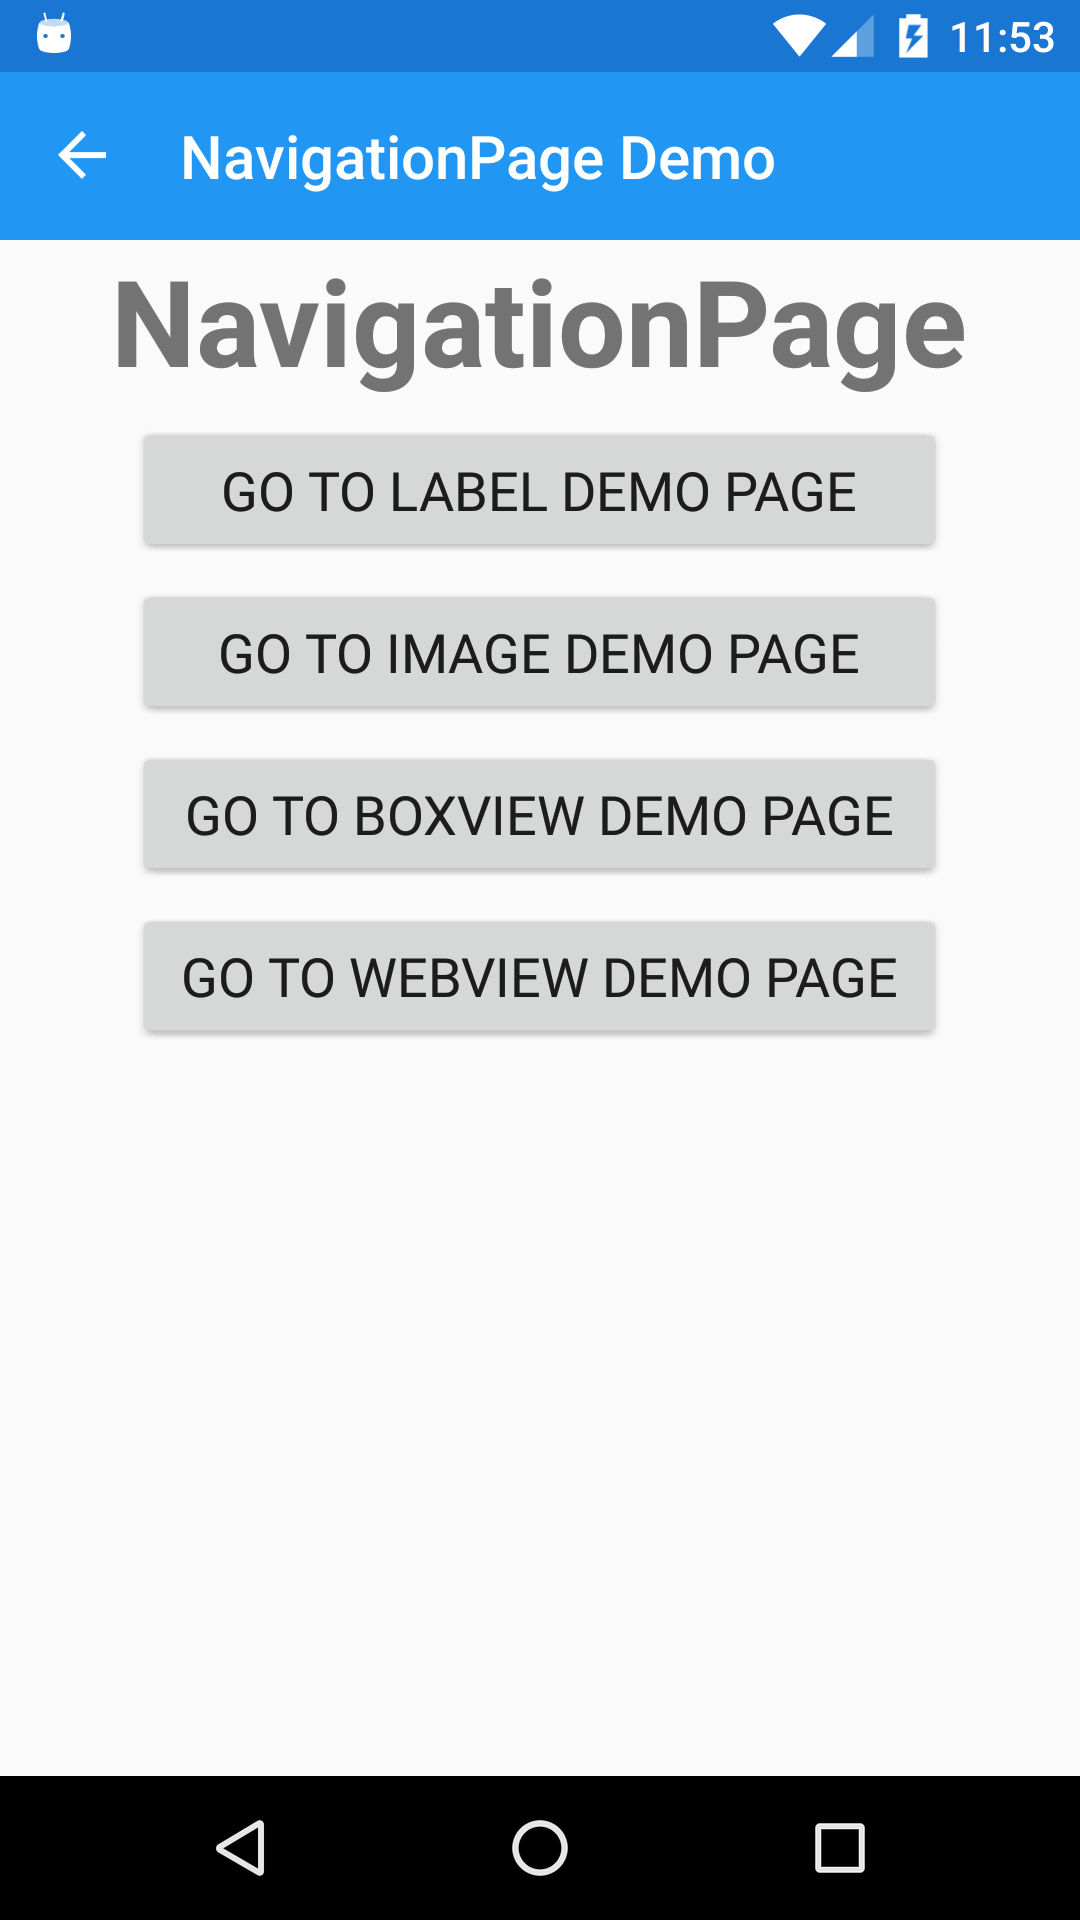 11:53
NavigationPage Demo
NavigationPage
GO TO LABEL DEMO PAGE
GO TO IMAGE DEMO PAGE
GO TO BOXVIEW DEMO PAGE
GO TO WEBVIEW DEMO PAGE